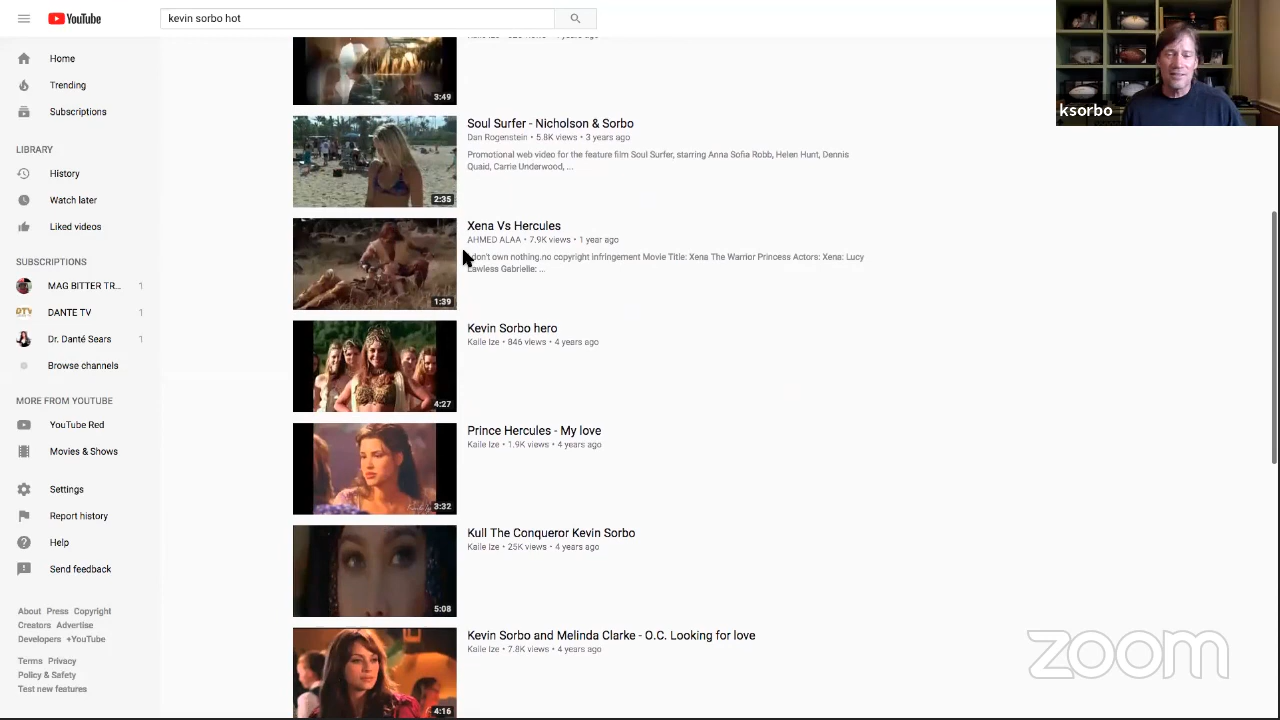 YouTube
kevin sorbo hot
ksorbo
Home
Trending
Subscriptions
LIBRARY
History
Watch later
Liked videos
SUBSCRIPTIONS
MAG BITTER TR... 1
DTV DANTE TV 1
Dr. Danté Sears 1
Browse channels
MORE FROM YOUTUBE
YouTube Red
Movies & Shows
Settings
Report history
Help
Send feedback
About Press Copyright
Creators Advertise
Developers +YouTube
Terms Privacy
Policy & Safety
Test new features
3:49
Soul Surfer - Nicholson & Sorbo
Dan Rogenstein • 5.8K views • 3 years ago
Promotional web video for the feature film Soul Surfer, starring Anna Sofia Robb, Helen Hunt, Dennis
Quaid, Carrie Underwood, ...
2:35
Xena Vs Hercules
AHMED ALAA • 7.9K views • 1 year ago
don't own nothing.no copyright infringement Movie Title: Xena The Warrior Princess Actors: Xena: Lucy
Lawless Gabrielle: ...
1:39
Kevin Sorbo hero
Kaile Ize • 846 views • 4 years ago
4:27
Prince Hercules - My love
Kaile Ize • 1.9K views • 4 years ago
3:32
Kull The Conqueror Kevin Sorbo
Kaile Ize • 25K views • 4 years ago
5:08
Kevin Sorbo and Melinda Clarke - O.C. Looking for love
Kaile Ize • 7.8K views • 4 years ago
4:16
zoom